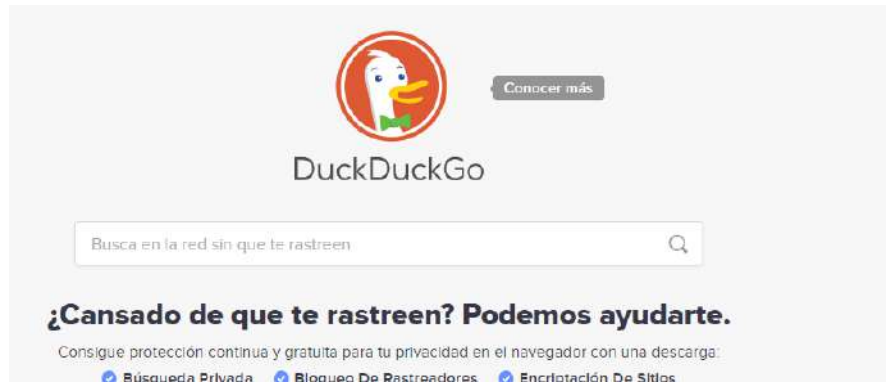 Conocer más
DuckDuckGo
Busca en la red sin que te rastreen
¿Cansado de que te rastreen? Podemos ayudarte.
Consigue protección continua y gratuita para tu privacidad en el navegador con una descarga:
Búsqueda Privada Bloqueo De Rastreadores Encriptación De Sitios